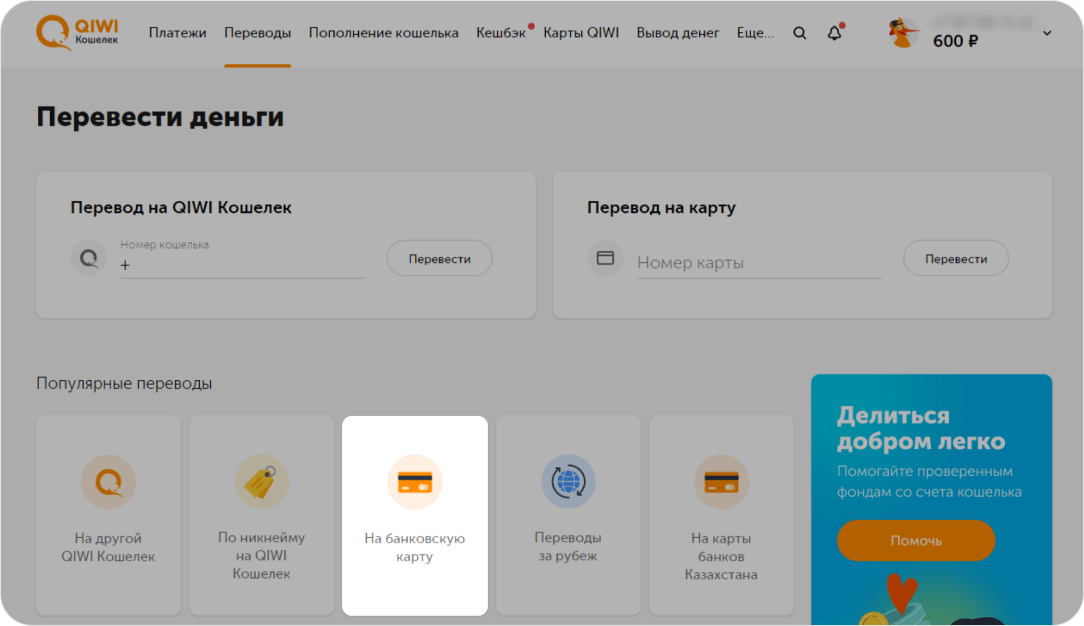 QIWI
Кошелек
Платежи
Переводы
Пополнение кошелька
Кешбэк
Карты QIWI
Вывод денег
Еще...
600 ₽
Перевести деньги
Перевод на QIWI Кошелек
Номер кошелька
+
Перевести
Перевод на карту
Номер карты
Перевести
Популярные переводы
На другой
QIWI Кошелек
По никнейму
на QIWI
Кошелек
На банковскую
карту
Переводы
за рубеж
На карты
банков
Казахстана
Делиться
добром легко
Помогайте проверенным
фондам со счета кошелька
Помочь